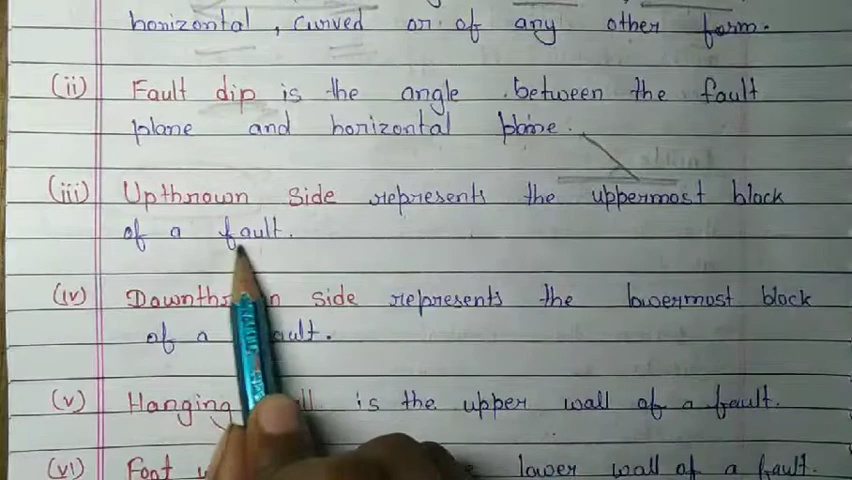 horizontal, curved or of any other form.
(ii) Fault dip is the angle between the fault
plane and horizontal plane.
(iii) Upthrown side represents the uppermost block
of a fault.
(iv) side represents the lowermost block
of a
(v) Hanging is the upper wall of a fault.
(vi) Font lower wall of a fault.